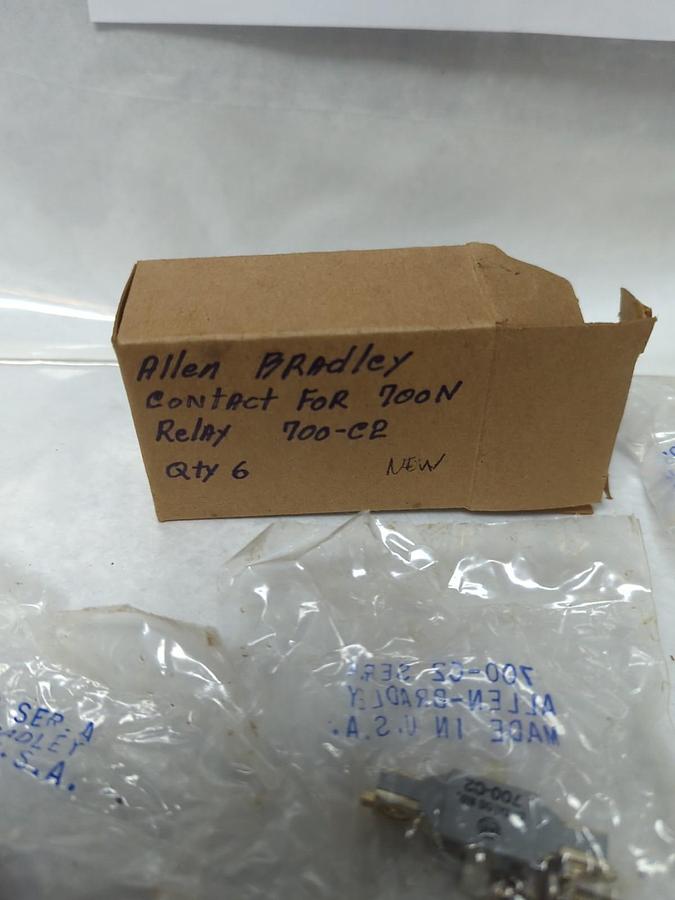 Allen BRAdley
CONTACT FOR 700N
RelAy 700-C2
QTY 6 NEW
700-C2 SER.
ALLEN-BRADLEY
MADE IN U.S.A.
SER.A
ADLEY
.S.A.
700-C2